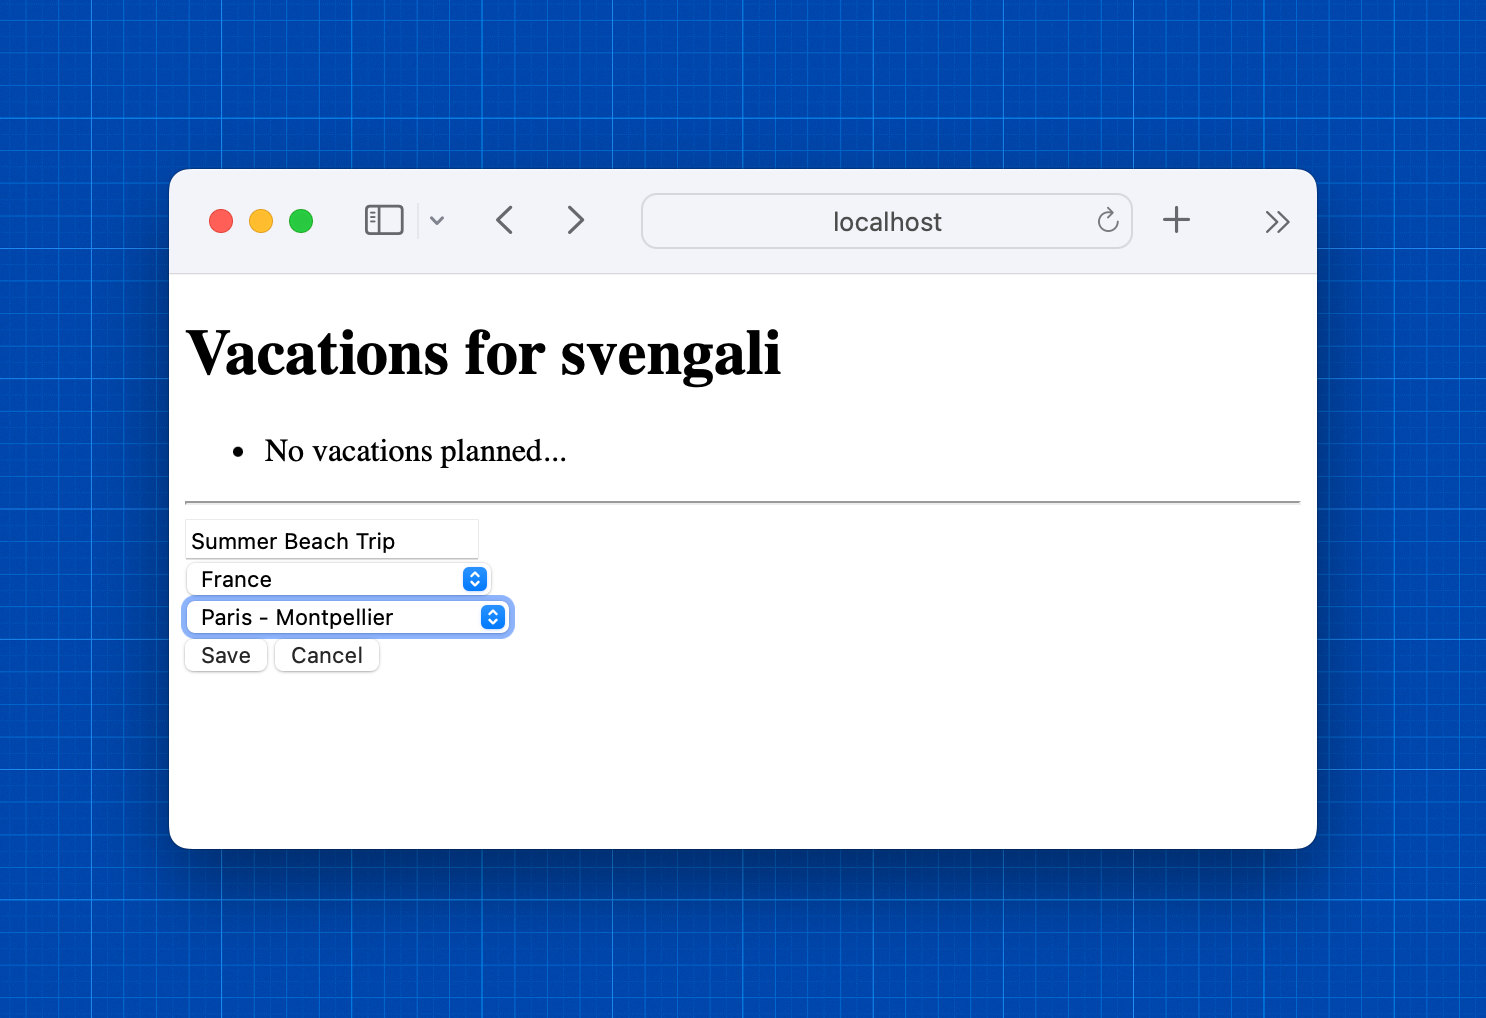 localhost
Vacations for svengali
• No vacations planned...
Summer Beach Trip
France
Paris - Montpellier
Save Cancel